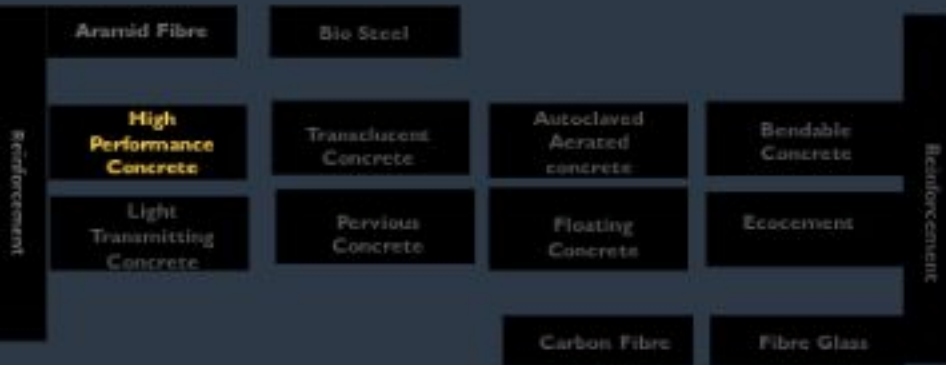 Aramid Fibre
Bio Steel
Reinforcement
High
Performance
Concrete
Translucent
Concrete
Autoclaved
Aerated
concrete
Bendable
Concrete
Reinforcement
Light
Transmitting
Concrete
Pervious
Concrete
Floating
Concrete
Ecocement
Carbon Fibre
Fibre Glass